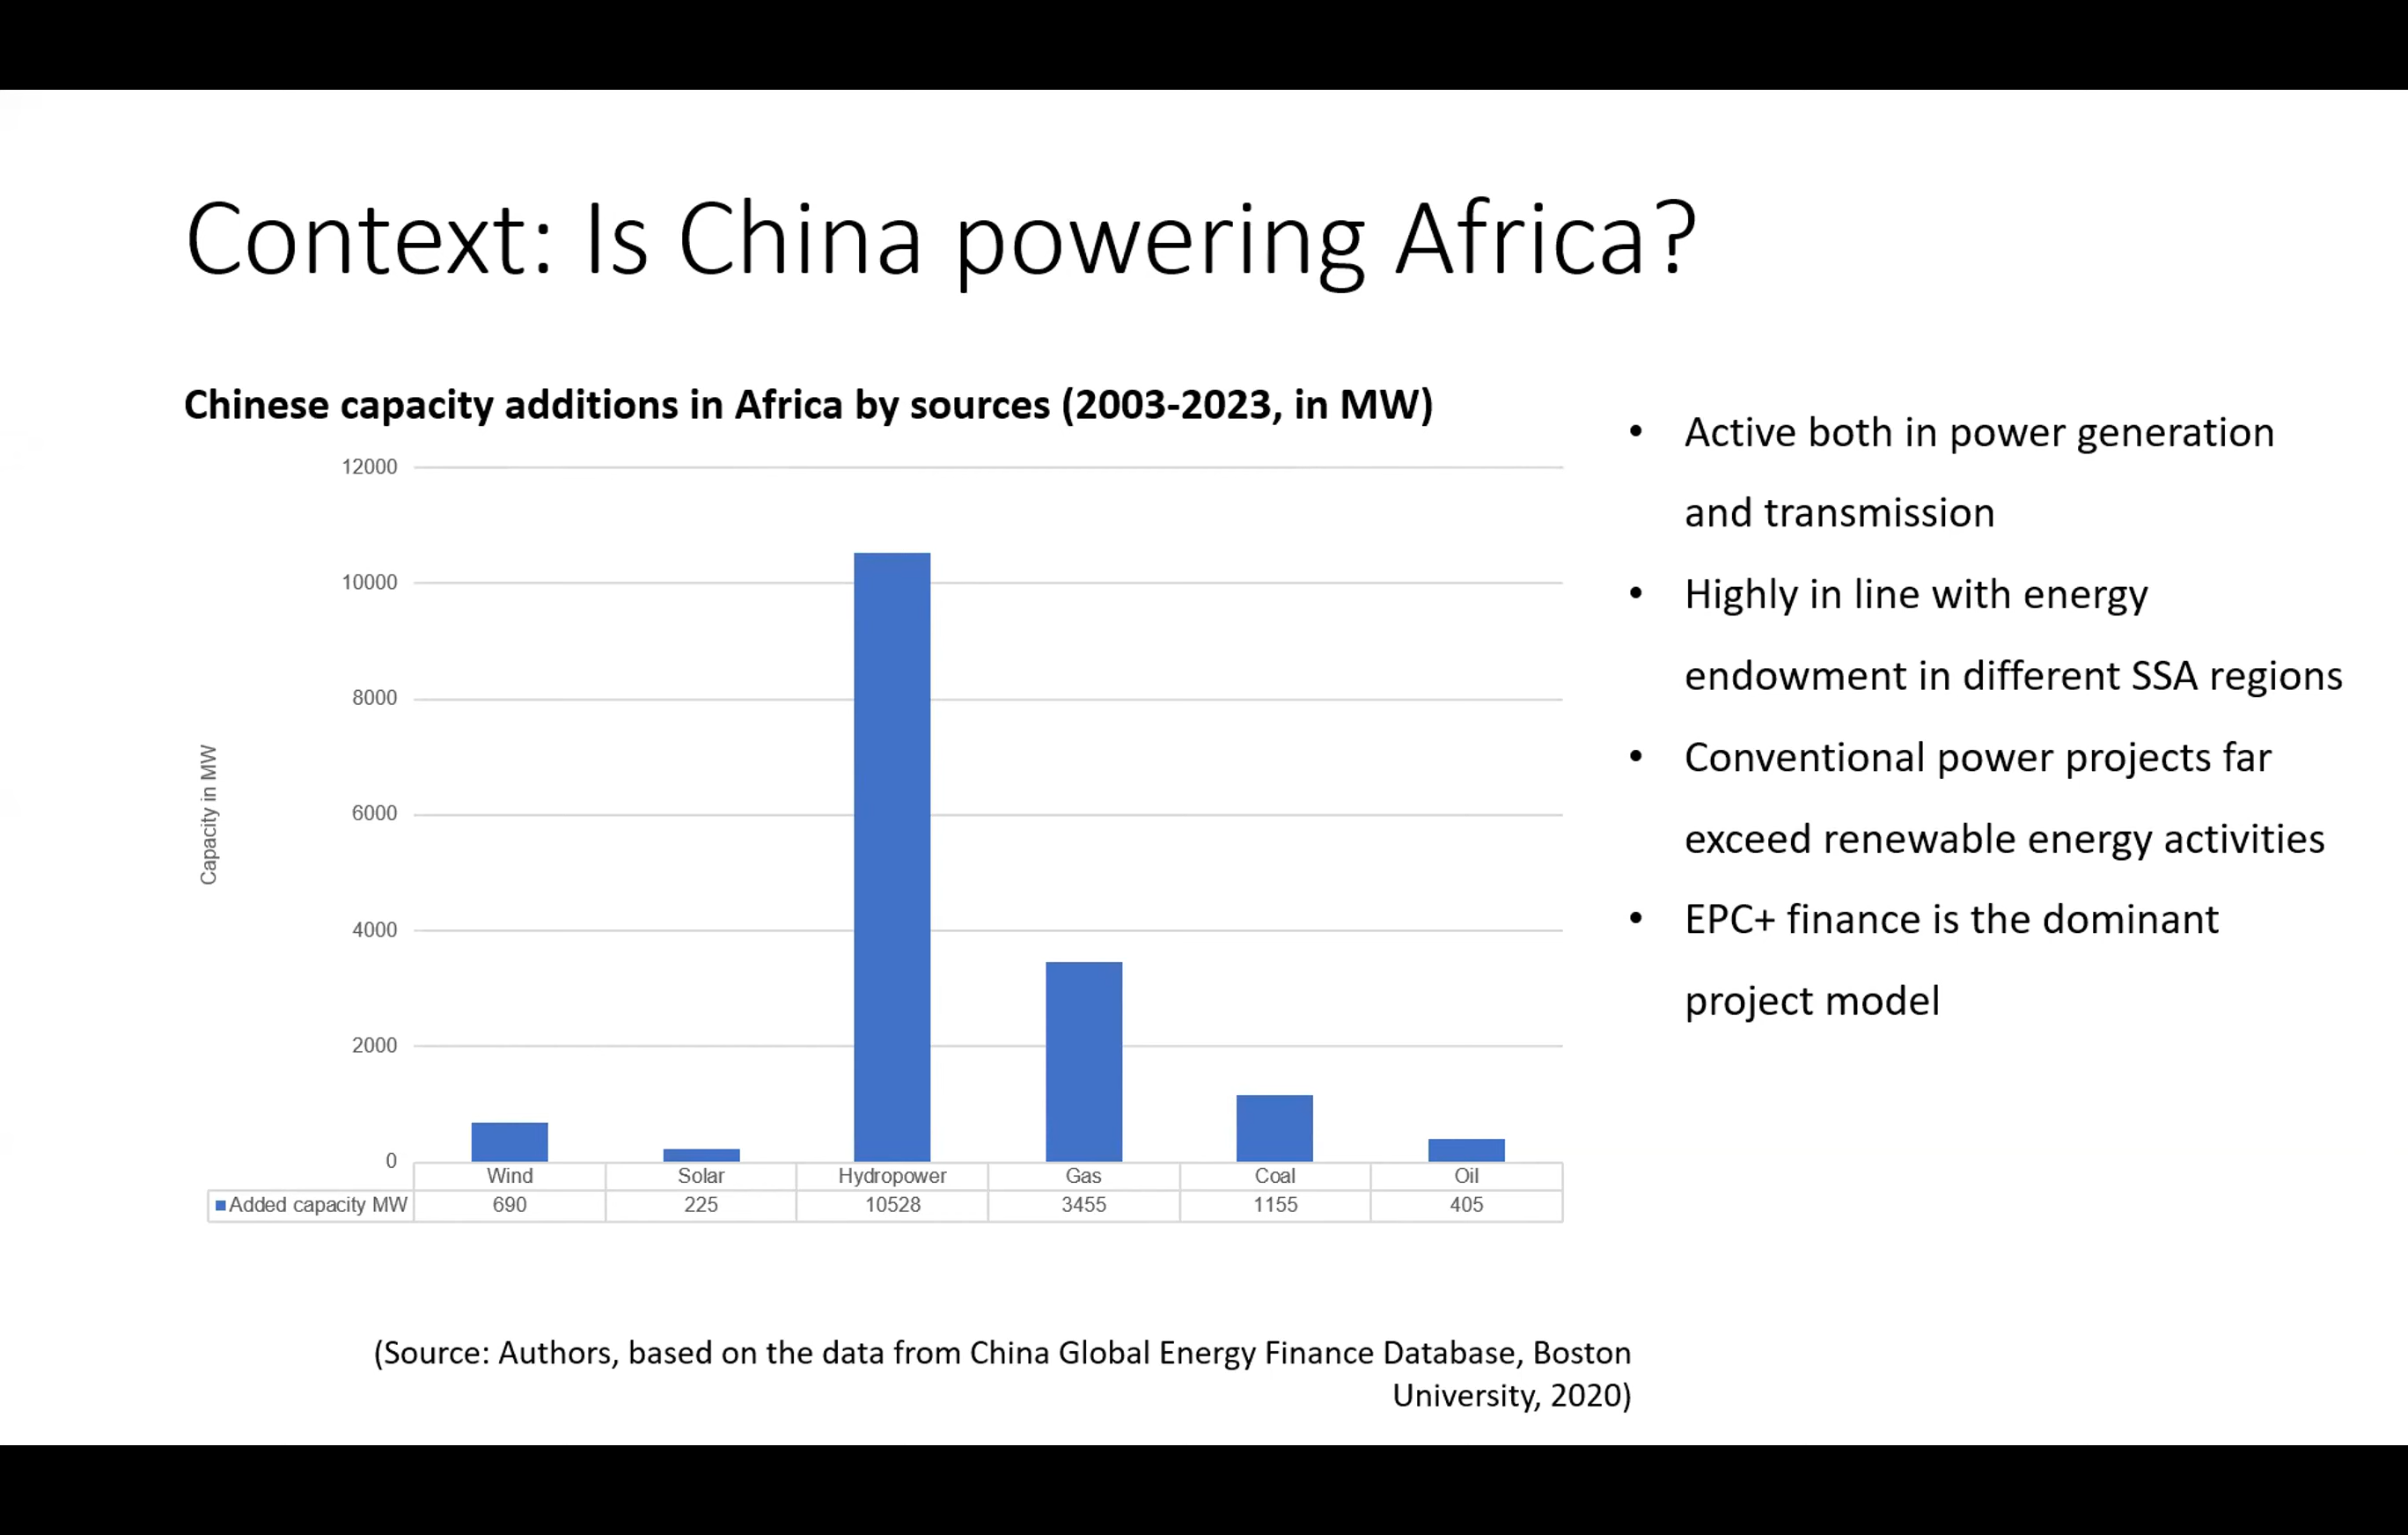 Context: Is China powering Africa?
Chinese capacity additions in Africa by sources (2003-2023, in MW)
12000
10000
8000
6000
4000
2000
0
Capacity in MW
Wind Solar Hydropower Gas Coal Oil
Added capacity MW 690 225 10528 3455 1155 405
(Source: Authors, based on the data from China Global Energy Finance Database, Boston
University, 2020)
• Active both in power generation
and transmission
• Highly in line with energy
endowment in different SSA regions
• Conventional power projects far
exceed renewable energy activities
• EPC+ finance is the dominant
project model